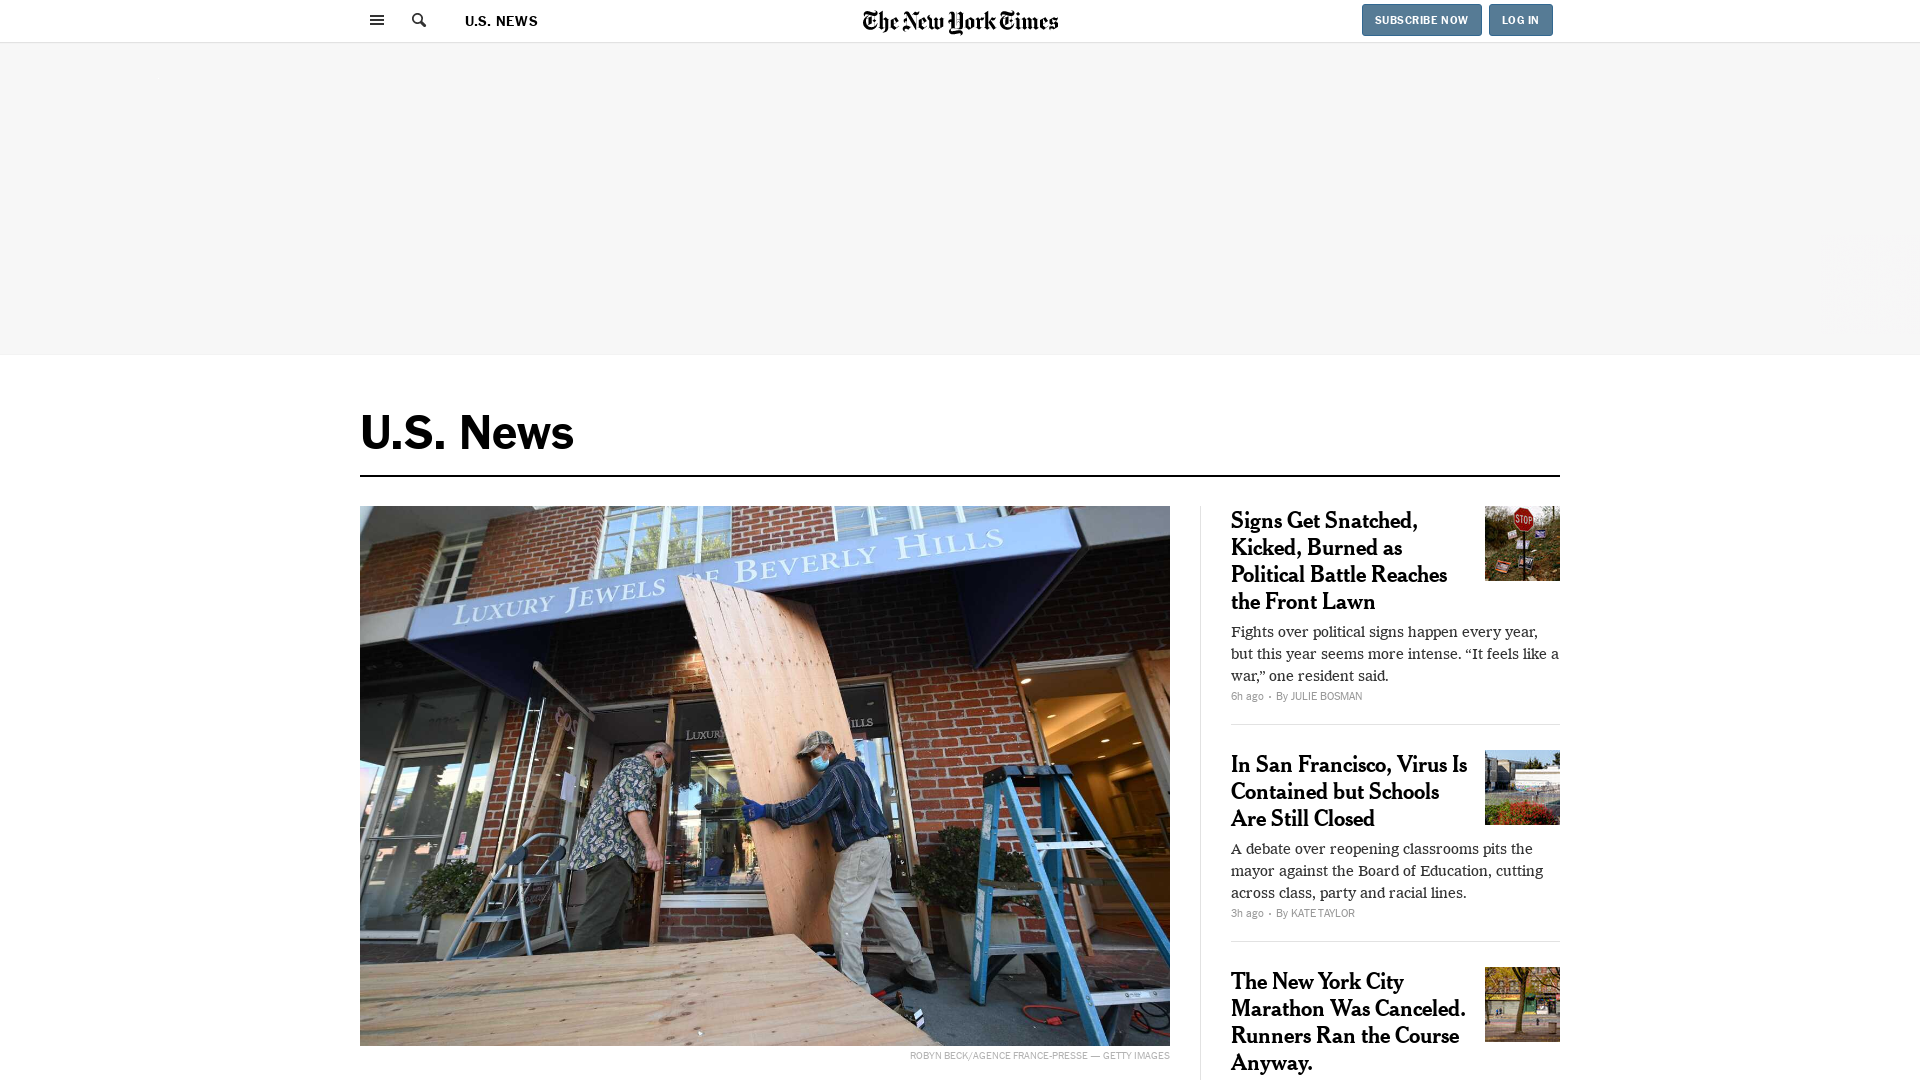 U.S. NEWS
The New York Times
SUBSCRIBE NOW
LOG IN
U.S. News
LUXURY JEWELS OF BEVERLY HILLS
LUXURY
HILLS
ROBYN BECK/AGENCE FRANCE-PRESSE — GETTY IMAGES
Signs Get Snatched,
Kicked, Burned as
Political Battle Reaches
the Front Lawn
STOP
Fights over political signs happen every year,
but this year seems more intense. “It feels like a
war,” one resident said.
6h ago • By JULIE BOSMAN
In San Francisco, Virus Is
Contained but Schools
Are Still Closed
A debate over reopening classrooms pits the
mayor against the Board of Education, cutting
across class, party and racial lines.
3h ago • By KATE TAYLOR
The New York City
Marathon Was Canceled.
Runners Ran the Course
Anyway.